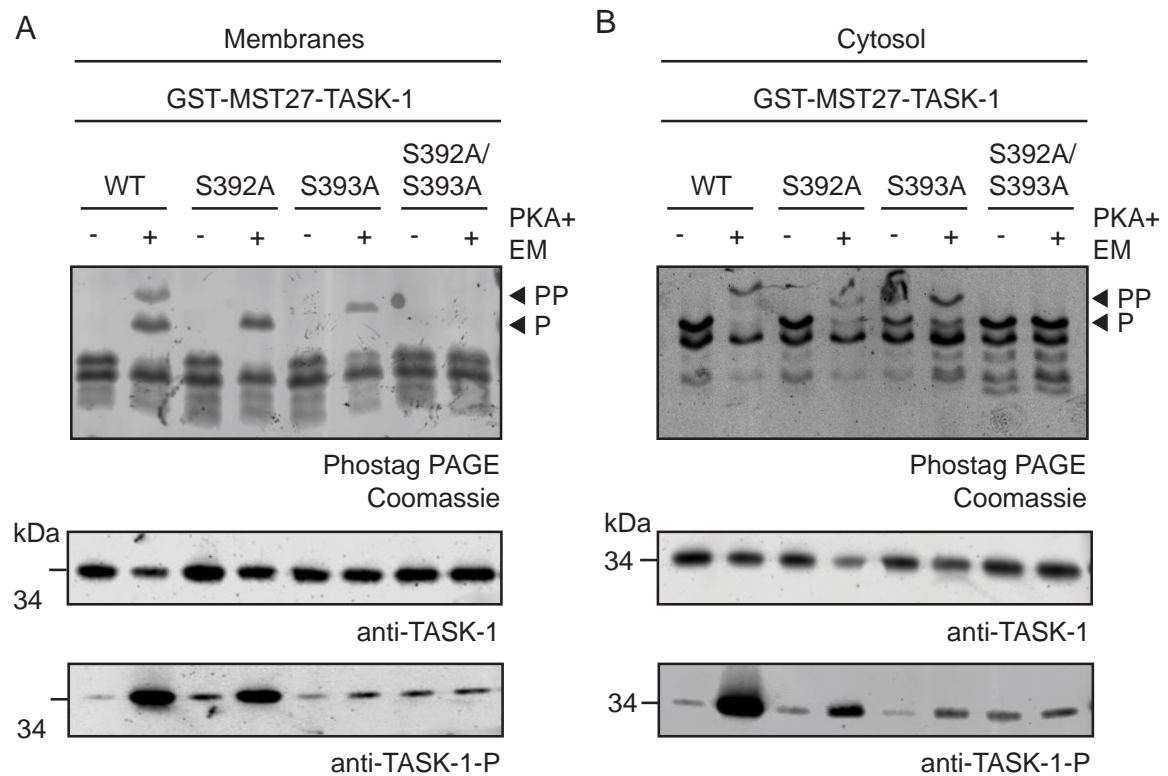 A
Membranes
GST-MST27-TASK-1
WT S392A S393A S392A/
S393A
- + - + - + - + PKA+
EM
◄ PP
◄ P
Phostag PAGE
Coomassie
kDa
34
anti-TASK-1
34
anti-TASK-1-P
B
Cytosol
GST-MST27-TASK-1
WT S392A S393A S392A/
S393A
- + - + - + - + PKA+
EM
◄ PP
◄ P
Phostag PAGE
Coomassie
kDa
34
anti-TASK-1
34
anti-TASK-1-P